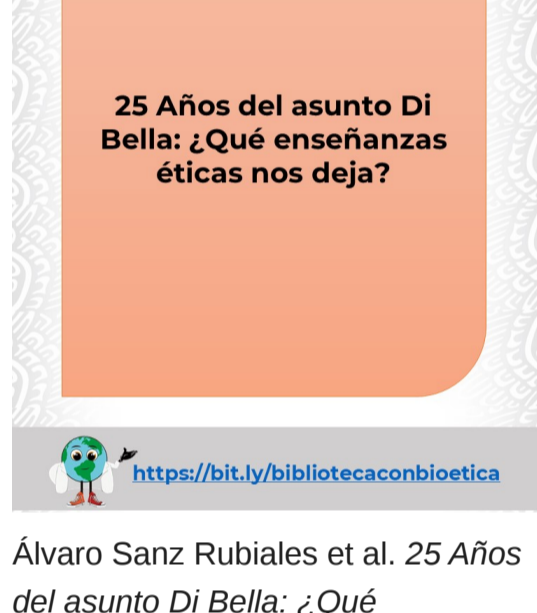 25 Años del asunto Di
Bella: ¿Qué enseñanzas
éticas nos deja?
https://bit.ly/bibliotecaconbioetica
Álvaro Sanz Rubiales et al. 25 Años
del asunto Di Bella: ¿Qué